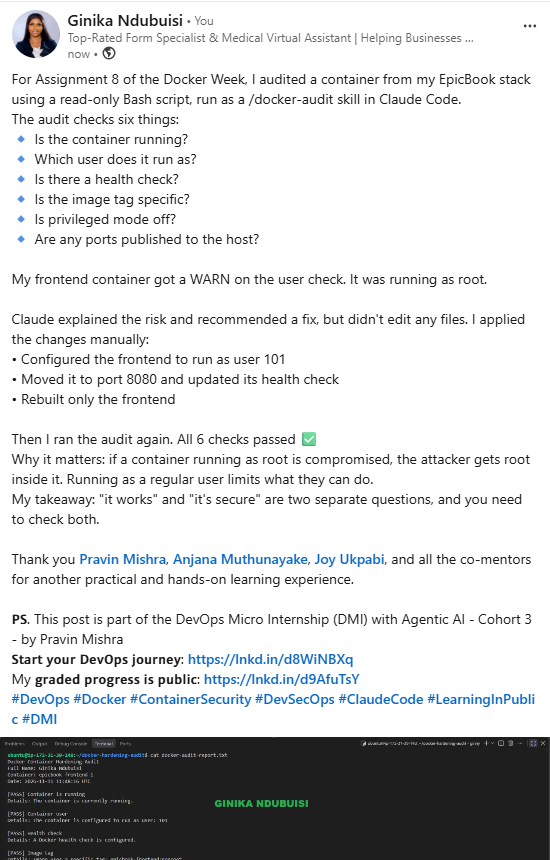 Ginika Ndubuisi • You
Top-Rated Form Specialist & Medical Virtual Assistant | Helping Businesses ...
now •
For Assignment 8 of the Docker Week, I audited a container from my EpicBook stack
using a read-only Bash script, run as a /docker-audit skill in Claude Code.
The audit checks six things:
🔹 Is the container running?
🔹 Which user does it run as?
🔹 Is there a health check?
🔹 Is the image tag specific?
🔹 Is privileged mode off?
🔹 Are any ports published to the host?
My frontend container got a WARN on the user check. It was running as root.
Claude explained the risk and recommended a fix, but didn't edit any files. I applied
the changes manually:
• Configured the frontend to run as user 101
• Moved it to port 8080 and updated its health check
• Rebuilt only the frontend
Then I ran the audit again. All 6 checks passed ✅
Why it matters: if a container running as root is compromised, the attacker gets root
inside it. Running as a regular user limits what they can do.
My takeaway: "it works" and "it's secure" are two separate questions, and you need
to check both.
Thank you Pravin Mishra, Anjana Muthunayake, Joy Ukpabi, and all the co-mentors
for another practical and hands-on learning experience.
PS. This post is part of the DevOps Micro Internship (DMI) with Agentic AI - Cohort 3
- by Pravin Mishra
Start your DevOps journey: https://lnkd.in/d8WiNBXq
My graded progress is public: https://lnkd.in/d9AfuTsY
#DevOps #Docker #ContainerSecurity #DevSecOps #ClaudeCode #LearningInPubli
c #DMI
Problems Output Debug Console Terminal Ports
cat docker-audit-report.txt
Docker Container Hardening Audit
Full Name: Ginika Ndubuisi
Container: epicbook-frontend-1
[PASS] Container is running
Details: The container is currently running.
GINIKA NDUBUISI
[PASS] Container user
Details: The container is configured to run as user: 101
[PASS] Health check
Details: A Docker health check is configured.
[PASS] Image tag